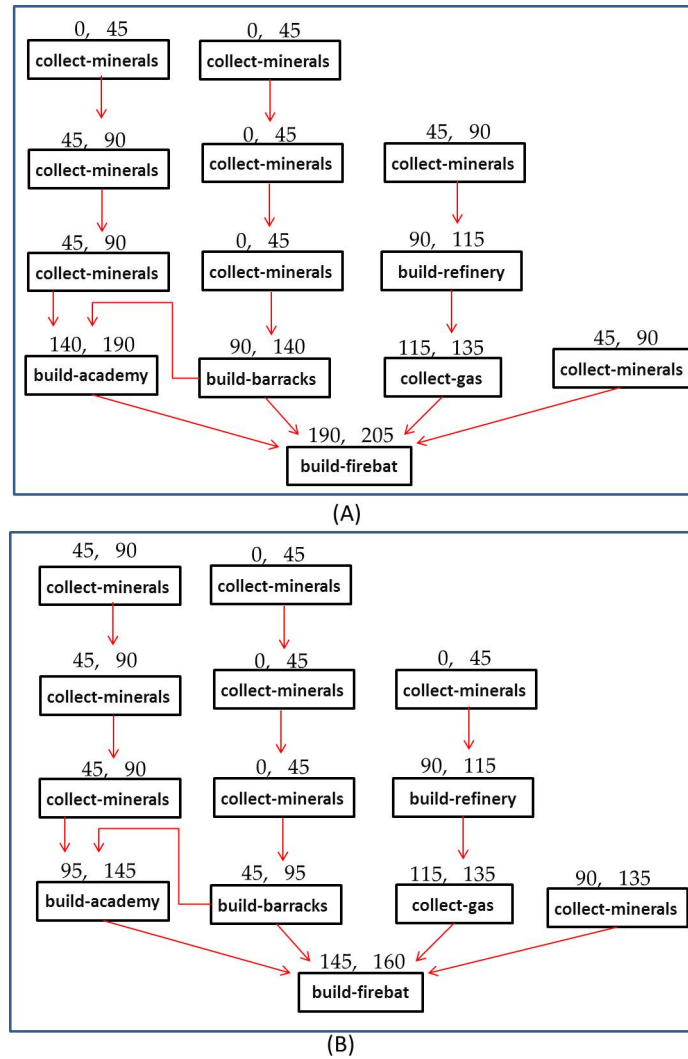 0, 45
0, 45
collect-minerals
collect-minerals
45, 90
0, 45
45, 90
collect-minerals
collect-minerals
collect-minerals
45, 90
0, 45
90, 115
collect-minerals
collect-minerals
build-refinery
140, 190
90, 140
115, 135
45, 90
build-academy
build-barracks
collect-gas
collect-minerals
190, 205
build-firebat
(A)
45, 90
0, 45
collect-minerals
collect-minerals
45, 90
0, 45
0, 45
collect-minerals
collect-minerals
collect-minerals
45, 90
0, 45
90, 115
collect-minerals
collect-minerals
build-refinery
95, 145
45, 95
115, 135
90, 135
build-academy
build-barracks
collect-gas
collect-minerals
145, 160
build-firebat
(B)